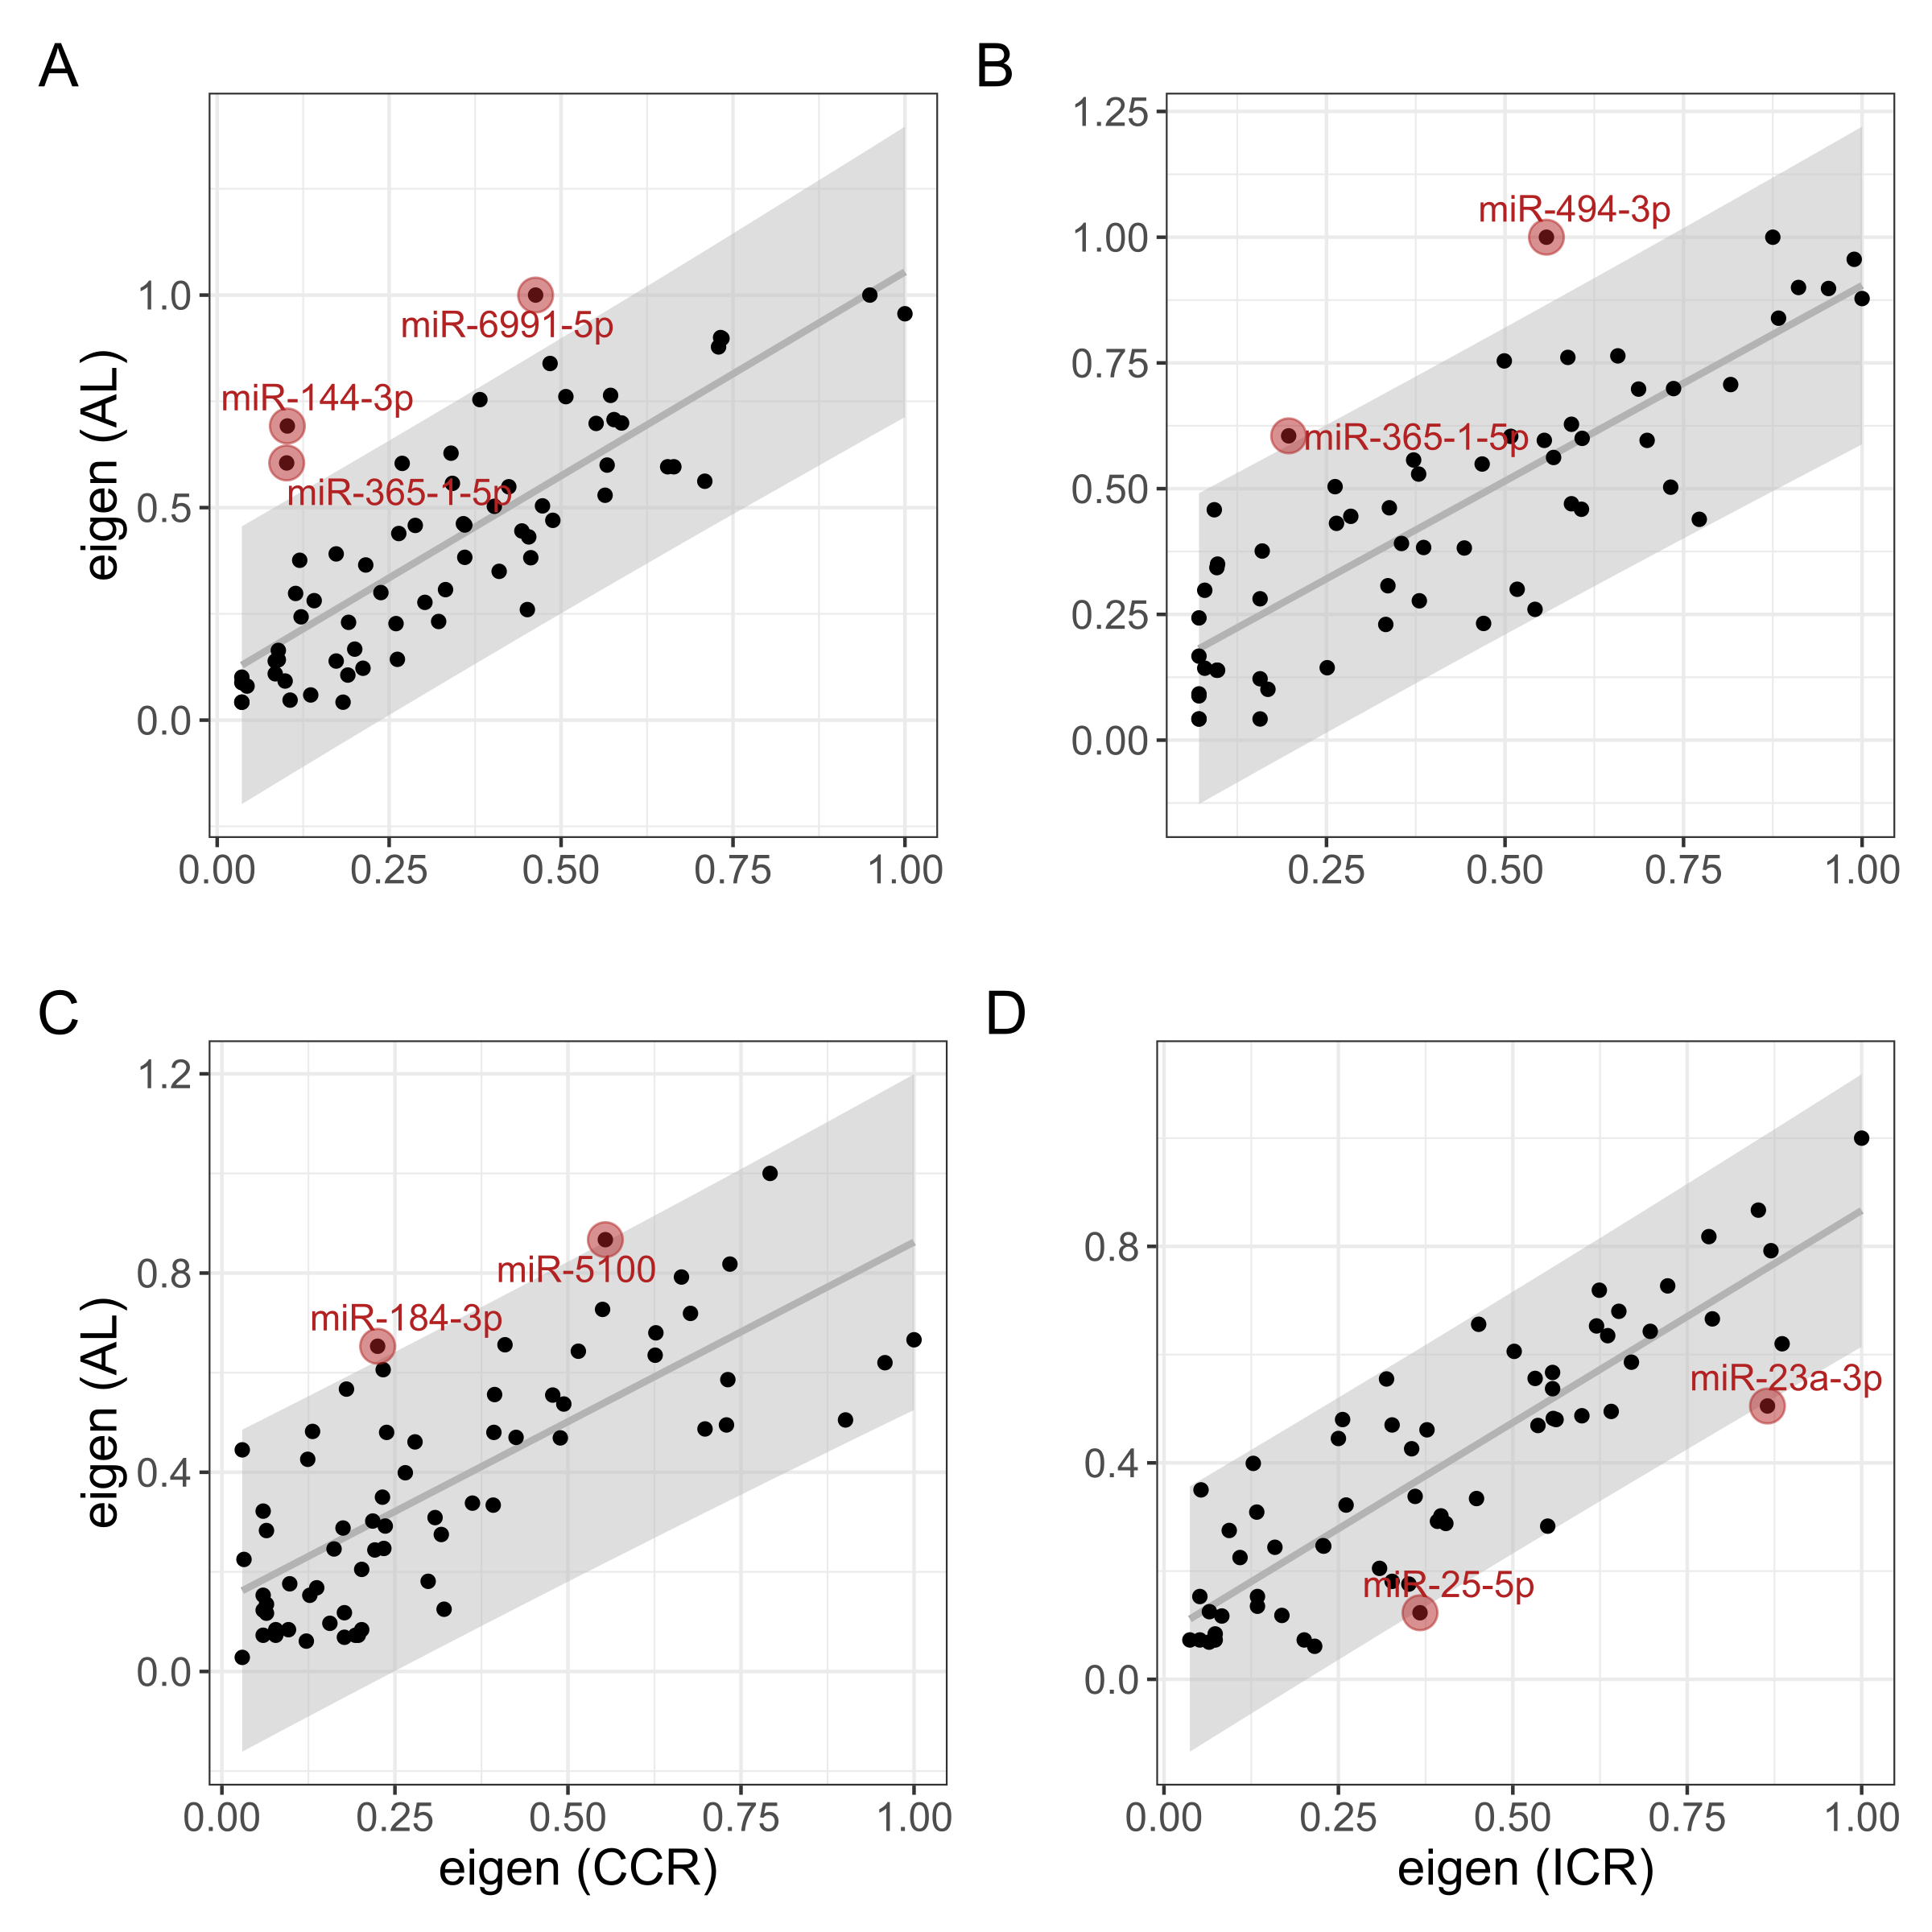 A
B
eigen (AL)
1.0
0.5
0.0
miR-6991-5p
miR-144-3p
miR-365-1-5p
0.00 0.25 0.50 0.75 1.00
1.25
1.00
0.75
0.50
0.25
0.00
miR-494-3p
miR-365-1-5p
0.25 0.50 0.75 1.00
C
D
eigen (AL)
1.2
0.8
0.4
0.0
miR-5100
miR-184-3p
0.00 0.25 0.50 0.75 1.00
eigen (CCR)
0.8
0.4
0.0
miR-23a-3p
miR-25-5p
0.00 0.25 0.50 0.75 1.00
eigen (ICR)